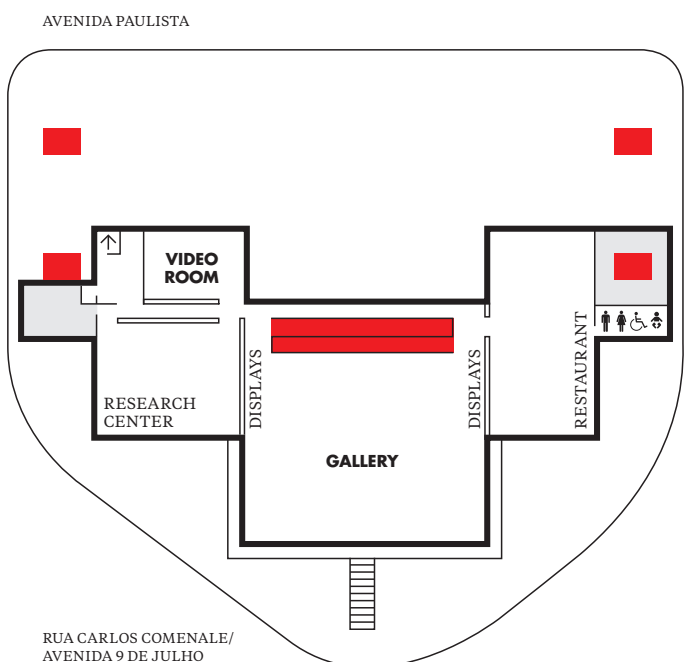 AVENIDA PAULISTA
VIDEO
ROOM
RESEARCH
CENTER
DISPLAYS
DISPLAYS
RESTAURANT
GALLERY
RUA CARLOS COMENALE/
AVENIDA 9 DE JULHO